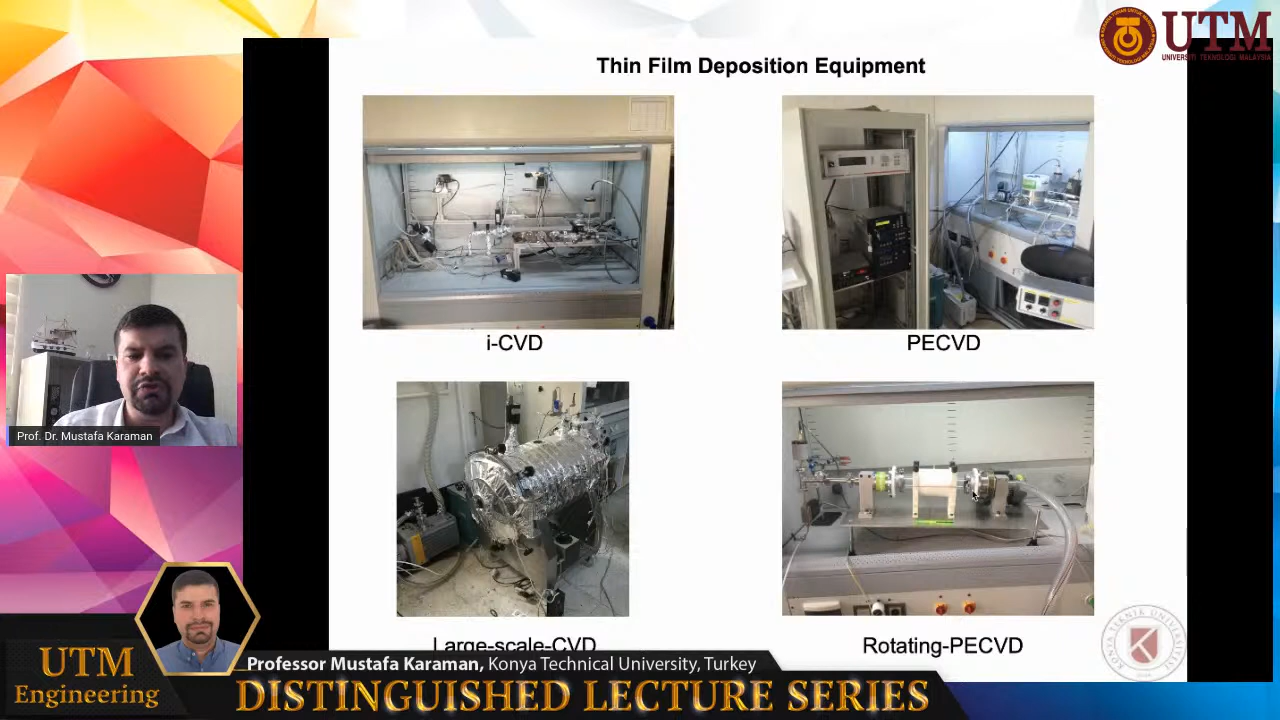 UTM
UNIVERSITI TEKNOLOGI MALAYSIA
Thin Film Deposition Equipment
i-CVD
PECVD
Prof. Dr. Mustafa Karaman
Large-scale-CVD
Rotating-PECVD
Professor Mustafa Karaman, Konya Technical University, Turkey
UTM
Engineering
DISTINGUISHED LECTURE SERIES